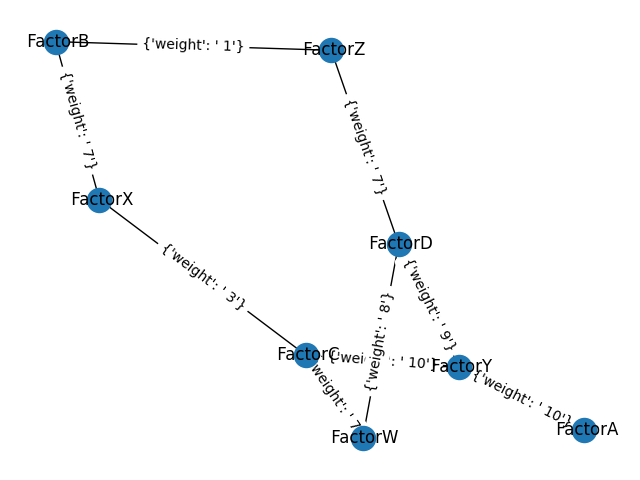 FactorB
{'weight': ' 1'}
FactorZ
{'weight': ' 7'}
{'weight': ' 7'}
FactorX
FactorD
{'weight': ' 3'}
{'weight': ' 8'}
{'weight': ' 9'}
FactorC
{'weight': ' 10'}
FactorY
weight': ' 7
{'weight': ' 10'}
FactorW
FactorA